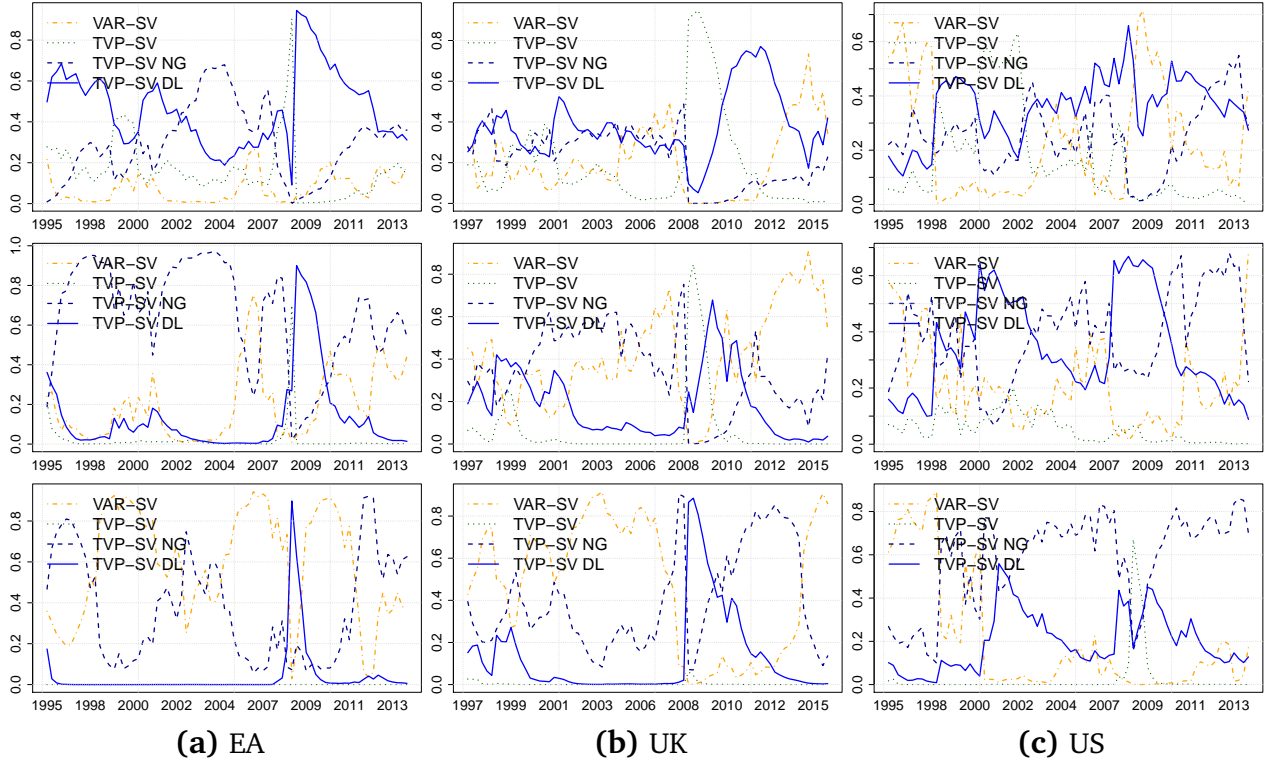 VAR−SV
TVP−SV
TVP−SV NG
TVP−SV DL
0.0 0.2 0.4 0.6 0.8
1995 1998 2000 2002 2004 2007 2009 2011 2013
VAR−SV
TVP−SV
TVP−SV NG
TVP−SV DL
0.0 0.2 0.4 0.6 0.8
1997 1999 2001 2003 2005 2008 2010 2012 2015
VAR−SV
TVP−SV
TVP−SV NG
TVP−SV DL
0.0 0.2 0.4 0.6
1995 1998 2000 2002 2004 2007 2009 2011 2013
VAR−SV
TVP−SV
TVP−SV NG
TVP−SV DL
0.0 0.2 0.4 0.6 0.8 1.0
1995 1998 2000 2002 2004 2007 2009 2011 2013
VAR−SV
TVP−SV
TVP−SV NG
TVP−SV DL
0.0 0.2 0.4 0.6 0.8
1997 1999 2001 2003 2005 2008 2010 2012 2015
VAR−SV
TVP−SV
TVP−SV NG
TVP−SV DL
0.0 0.2 0.4 0.6
1995 1998 2000 2002 2004 2007 2009 2011 2013
VAR−SV
TVP−SV
TVP−SV NG
TVP−SV DL
0.0 0.2 0.4 0.6 0.8
1995 1998 2000 2002 2004 2007 2009 2011 2013
VAR−SV
TVP−SV
TVP−SV NG
TVP−SV DL
0.0 0.2 0.4 0.6 0.8
1997 1999 2001 2003 2005 2008 2010 2012 2015
VAR−SV
TVP−SV
TVP−SV NG
TVP−SV DL
0.0 0.2 0.4 0.6 0.8
1995 1998 2000 2002 2004 2007 2009 2011 2013
(a) EA
(b) UK
(c) US